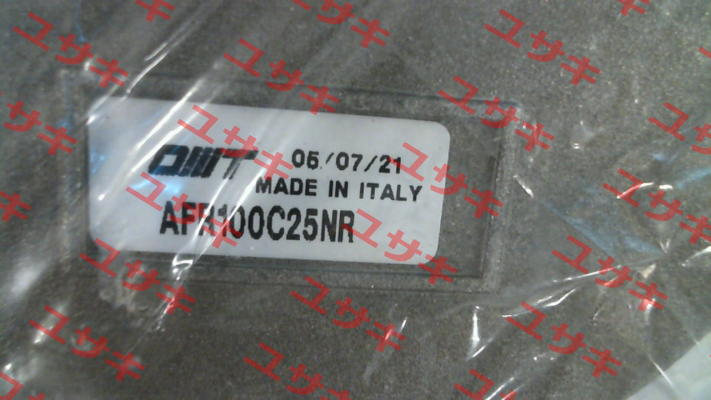 OMT 05/07/21
MADE IN ITALY
AFR100C25NR
ユサキ